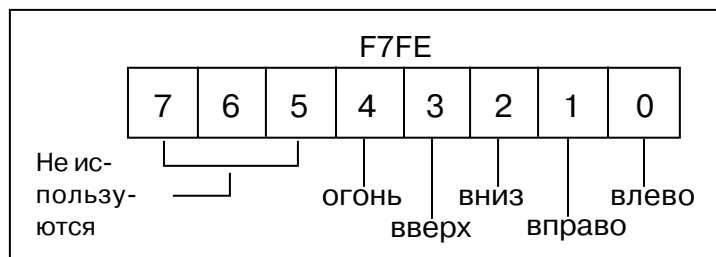 F7FE
7 6 5 4 3 2 1 0
Не ис-
пользу-
ются
огонь вниз влево
вверх вправо